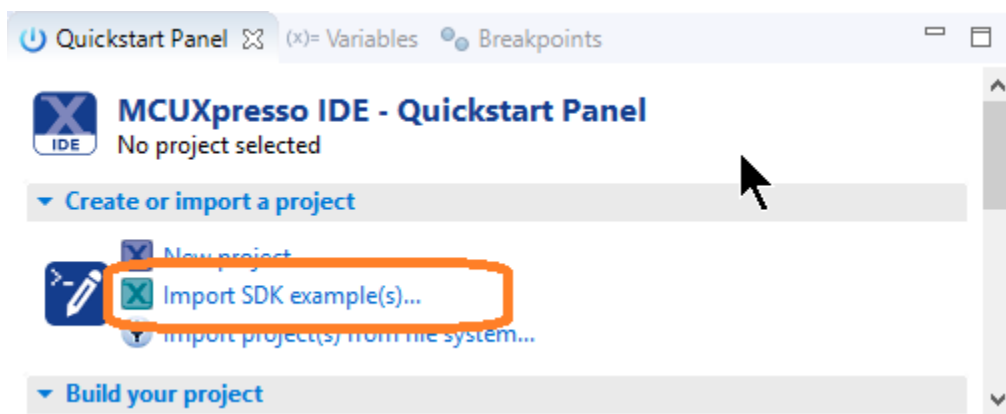 Quickstart Panel (x)= Variables Breakpoints
MCUXpresso IDE - Quickstart Panel
IDE
No project selected
Create or import a project
New project...
Import SDK example(s)...
Import project(s) from file system...
Build your project